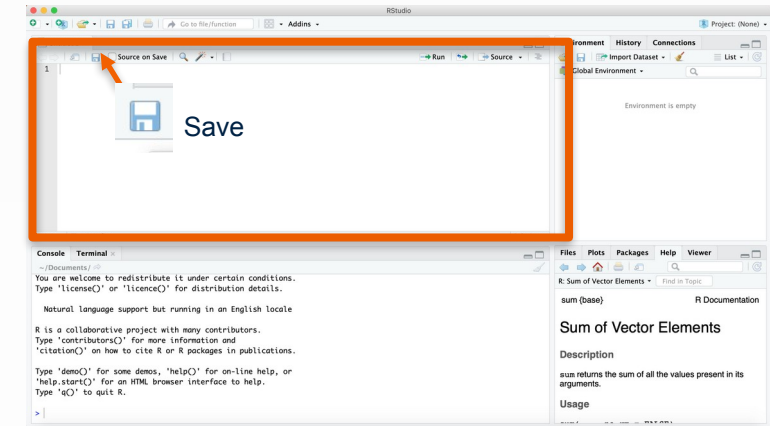 RStudio
Go to file/function
Addins
Project: (None)
Source on Save
Run
Source
1
Save
Environment History Connections
Import Dataset
List
Global Environment
Environment is empty
Console Terminal
~/Documents/
You are welcome to redistribute it under certain conditions.
Type 'license()' or 'licence()' for distribution details.
Natural language support but running in an English locale
R is a collaborative project with many contributors.
Type 'contributors()' for more information and
'citation()' on how to cite R or R packages in publications.
Type 'demo()' for some demos, 'help()' for on-line help, or
'help.start()' for an HTML browser interface to help.
Type 'q()' to quit R.
>
Files Plots Packages Help Viewer
R: Sum of Vector Elements
Find in Topic
sum {base}
R Documentation
Sum of Vector Elements
Description
sum returns the sum of all the values present in its
arguments.
Usage